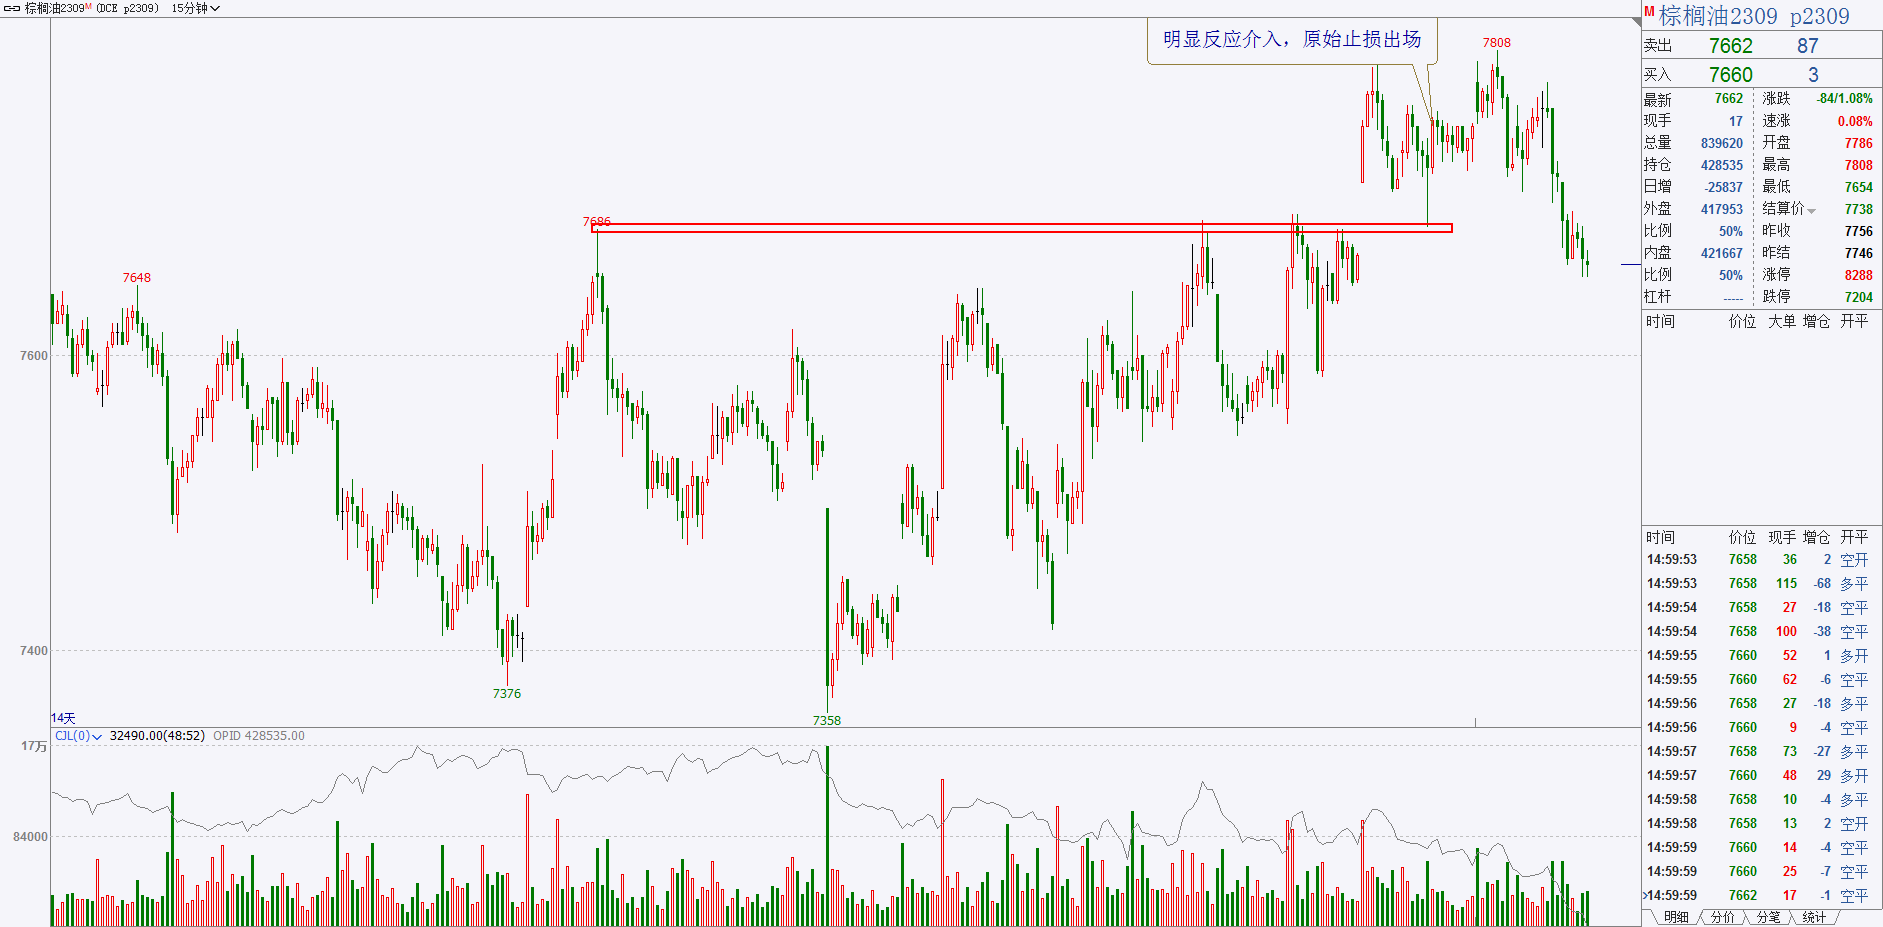 棕榈油2309M (DCE p2309) 15分钟
明显反应介入，原始止损出场
7808
7686
7648
7600
7400
7376
7358
14天
CJL(0) 32490.00(48:52) OPID 428535.00
17万
84000
M 棕榈油2309 p2309
卖出 7662 87
买入 7660 3
最新 7662 涨跌 -84/1.08%
现手 17 速涨 0.08%
总量 839620 开盘 7786
持仓 428535 最高 7808
日增 -25837 最低 7654
外盘 417953 结算价 7738
比例 50% 昨收 7756
内盘 421667 昨结 7746
比例 50% 涨停 8288
杠杆 ----- 跌停 7204
时间 价位 大单 增仓 开平
时间 价位 现手 增仓 开平
14:59:53 7658 36 2 空开
14:59:53 7658 115 -68 多平
14:59:54 7658 27 -18 空平
14:59:54 7658 100 -38 空平
14:59:55 7660 52 1 多开
14:59:55 7660 62 -6 空平
14:59:56 7658 27 -18 多平
14:59:56 7660 9 -4 空平
14:59:57 7658 73 -27 多平
14:59:57 7660 48 29 多开
14:59:58 7658 10 -4 多平
14:59:58 7658 13 2 空开
14:59:59 7660 14 -4 空平
14:59:59 7660 25 -7 空平
14:59:59 7662 17 -1 空平
明细 分价 分笔 统计